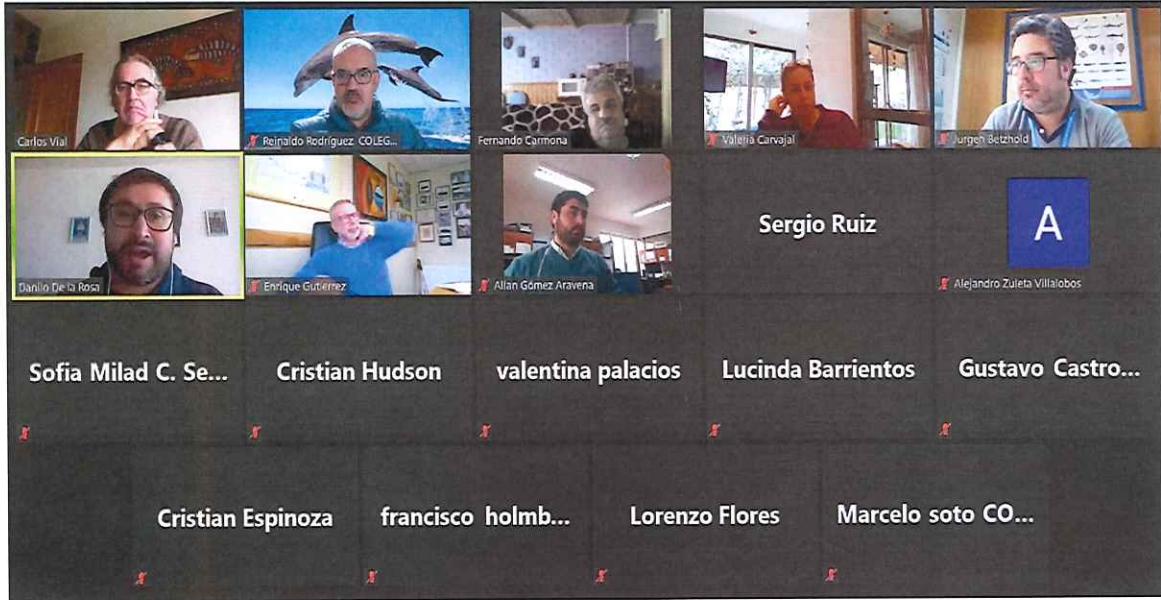 Carlos Vial
Reinaldo Rodríguez COLEG...
Fernando Carmona
Valeria Carvajal
Jurgen Betzhold
Danilo De la Rosa
Enrique Gutierrez
Allan Gómez Aravena
Sergio Ruiz
A
Alejandro Zuleta Villalobos
Sofia Milad C. Se...
Cristian Hudson
valentina palacios
Lucinda Barrientos
Gustavo Castro...
Cristian Espinoza
francisco holmb...
Lorenzo Flores
Marcelo soto CO...